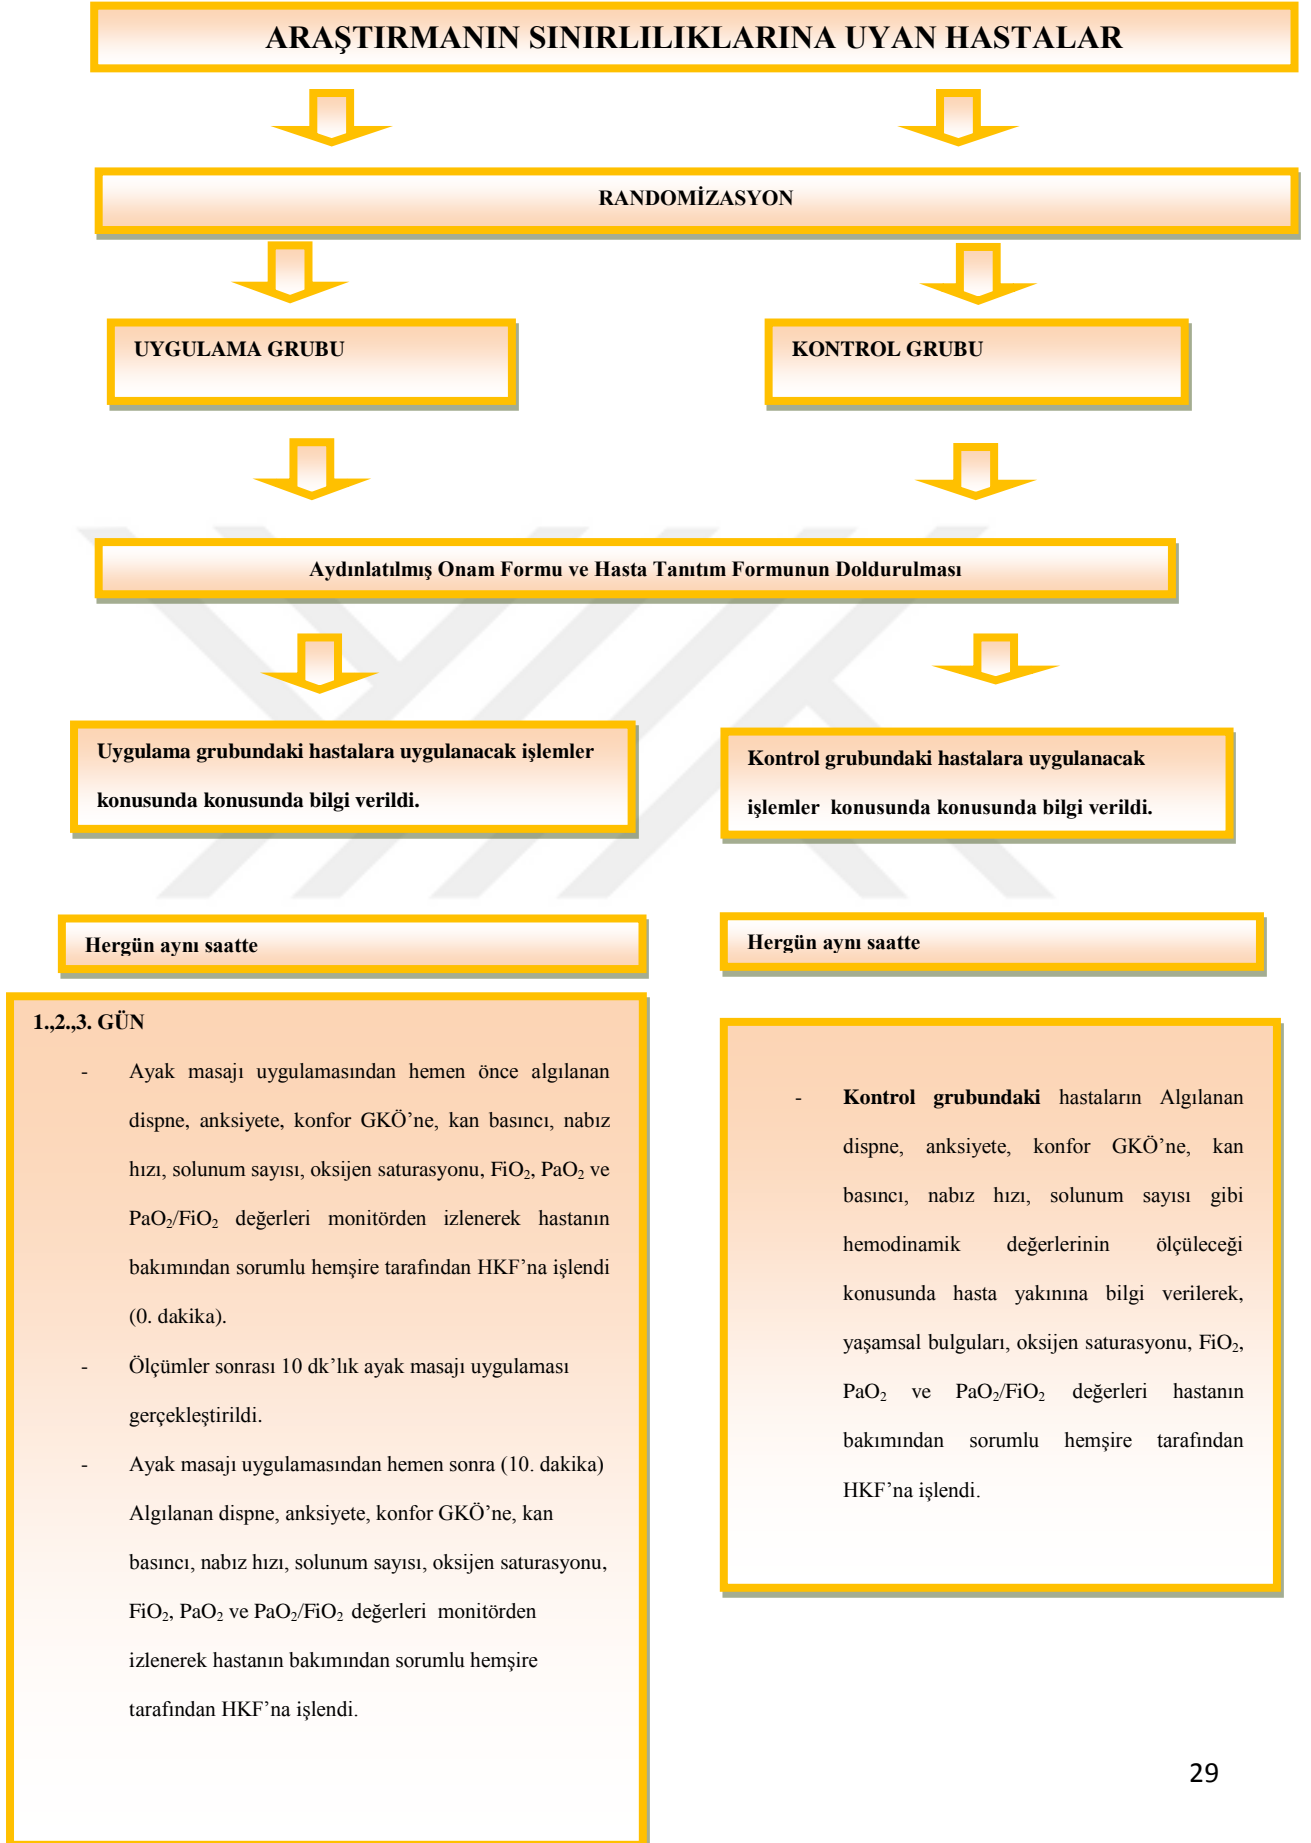 ARAŞTIRMANIN SINIRLILIKLARINA UYAN HASTALAR
RANDOMİZASYON
UYGULAMA GRUBU
KONTROL GRUBU
Aydınlatılmış Onam Formu ve Hasta Tanıtım Formunun Doldurulması
Uygulama grubundaki hastalara uygulanacak işlemler
konusunda konusunda bilgi verildi.
Kontrol grubundaki hastalara uygulanacak
işlemler konusunda konusunda bilgi verildi.
Hergün aynı saatte
Hergün aynı saatte
1.,2.,3. GÜN
- Ayak masajı uygulamasından hemen önce algılanan
dispne, anksiyete, konfor GKÖ’ne, kan basıncı, nabız
hızı, solunum sayısı, oksijen saturasyonu, FiO₂, PaO₂ ve
PaO₂/FiO₂ değerleri monitörden izlenerek hastanın
bakımından sorumlu hemşire tarafından HKF’na işlendi
(0. dakika).
- Ölçümler sonrası 10 dk’lık ayak masajı uygulaması
gerçekleştirildi.
- Ayak masajı uygulamasından hemen sonra (10. dakika)
Algılanan dispne, anksiyete, konfor GKÖ’ne, kan
basıncı, nabız hızı, solunum sayısı, oksijen saturasyonu,
FiO₂, PaO₂ ve PaO₂/FiO₂ değerleri monitörden
izlenerek hastanın bakımından sorumlu hemşire
tarafından HKF’na işlendi.
- Kontrol grubundaki hastaların Algılanan
dispne, anksiyete, konfor GKÖ’ne, kan
basıncı, nabız hızı, solunum sayısı gibi
hemodinamik değerlerinin ölçüleceği
konusunda hasta yakınına bilgi verilerek,
yaşamsal bulguları, oksijen saturasyonu, FiO₂,
PaO₂ ve PaO₂/FiO₂ değerleri hastanın
bakımından sorumlu hemşire tarafından
HKF’na işlendi.
29